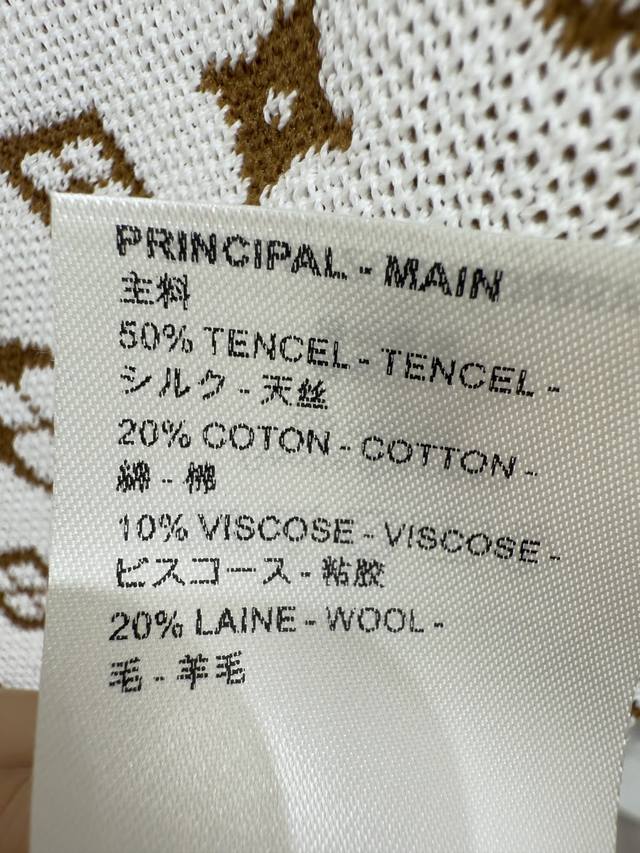 PRINCIPAL - MAIN
主料
50% TENCEL - TENCEL -
シルク - 天丝
20% COTON - COTTON -
綿 - 棉
10% VISCOSE - VISCOSE -
ビスコース - 粘胶
20% LAINE - WOOL -
毛 - 羊毛